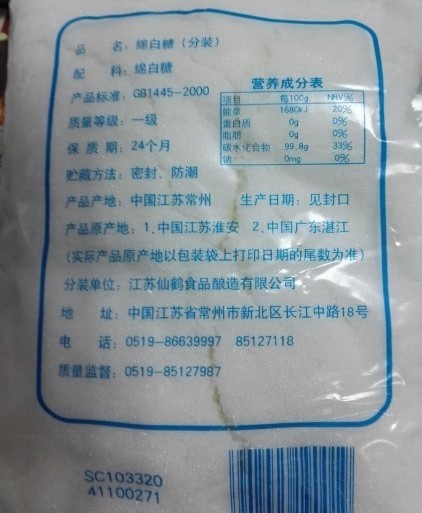 品 名：绵白糖（分装）
配 料：绵白糖
产品标准：GB1445-2000
质量等级：一级
保 质 期：24个月
营养成分表
项目 每100g NRV%
能量 1680kJ 20%
蛋白质 0g 0%
脂肪 0g 0%
碳水化合物 99.8g 33%
钠 0mg 0%
贮藏方法：密封、防潮
产品产地：中国江苏常州 生产日期：见封口
产品原产地：1.中国江苏淮安 2.中国广东湛江
(实际产品原产地以包装袋上打印日期的尾数为准)
分装单位：江苏仙鹤食品酿造有限公司
地 址：中国江苏省常州市新北区长江中路18号
电 话：0519-86639997 85127118
质量监督：0519-85127987
SC103320
41100271